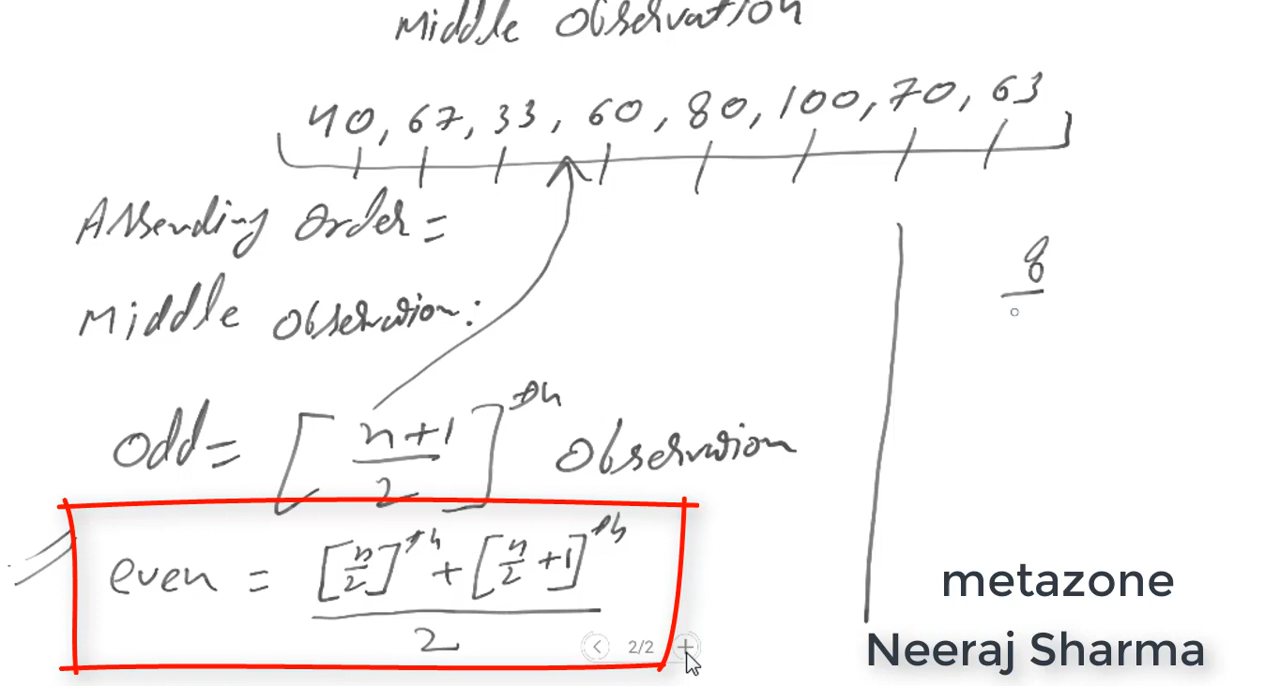 Middle Observation
40, 67, 33, 60, 80, 100, 70, 63
Assending Order =
Middle Observation:
8
odd = [n+1/2]th Observation
even = [n/2]th + [n/2 +1]th / 2
2/2
metazone
Neeraj Sharma